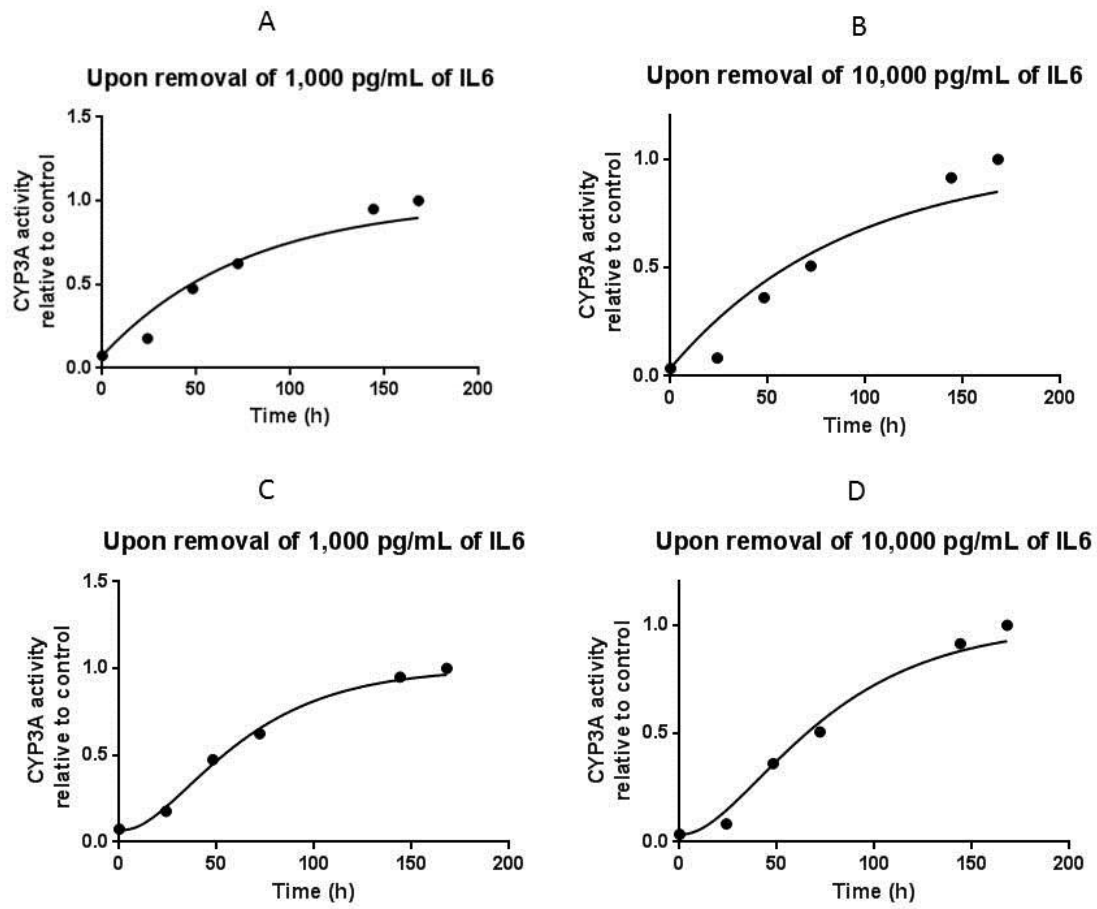 A
Upon removal of 1,000 pg/mL of IL6
CYP3A activity
relative to control
1.5
1.0
0.5
0.0
0 50 100 150 200
Time (h)
B
Upon removal of 10,000 pg/mL of IL6
CYP3A activity
relative to control
1.0
0.5
0.0
0 50 100 150 200
Time (h)
C
Upon removal of 1,000 pg/mL of IL6
CYP3A activity
relative to control
1.5
1.0
0.5
0.0
0 50 100 150 200
Time (h)
D
Upon removal of 10,000 pg/mL of IL6
CYP3A activity
relative to control
1.0
0.5
0.0
0 50 100 150 200
Time (h)